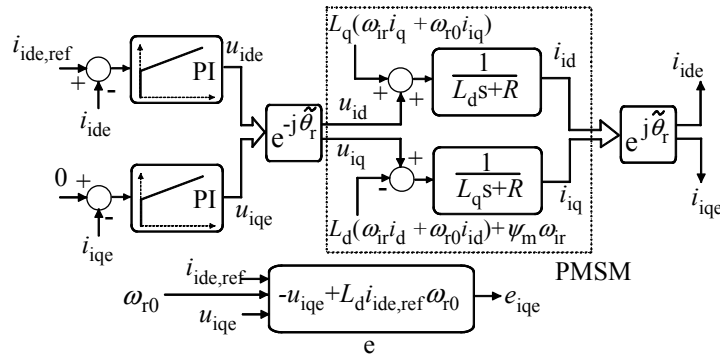 i_ide,ref
+
-
i_ide
PI
u_ide
0
+
-
i_iqe
PI
u_iqe
e^-jθ̃_r
u_id
u_iq
L_q(ω_ir i_q + ω_r0 i_iq)
+
+
1
L_d s+R
i_id
+
-
1
L_q s+R
i_iq
L_d(ω_ir i_d + ω_r0 i_id)+ ψ_m ω_ir
PMSM
e^jθ̃_r
i_ide
i_iqe
i_ide,ref
ω_r0
u_iqe
-u_iqe+L_d i_ide,ref ω_r0
e_iqe
e